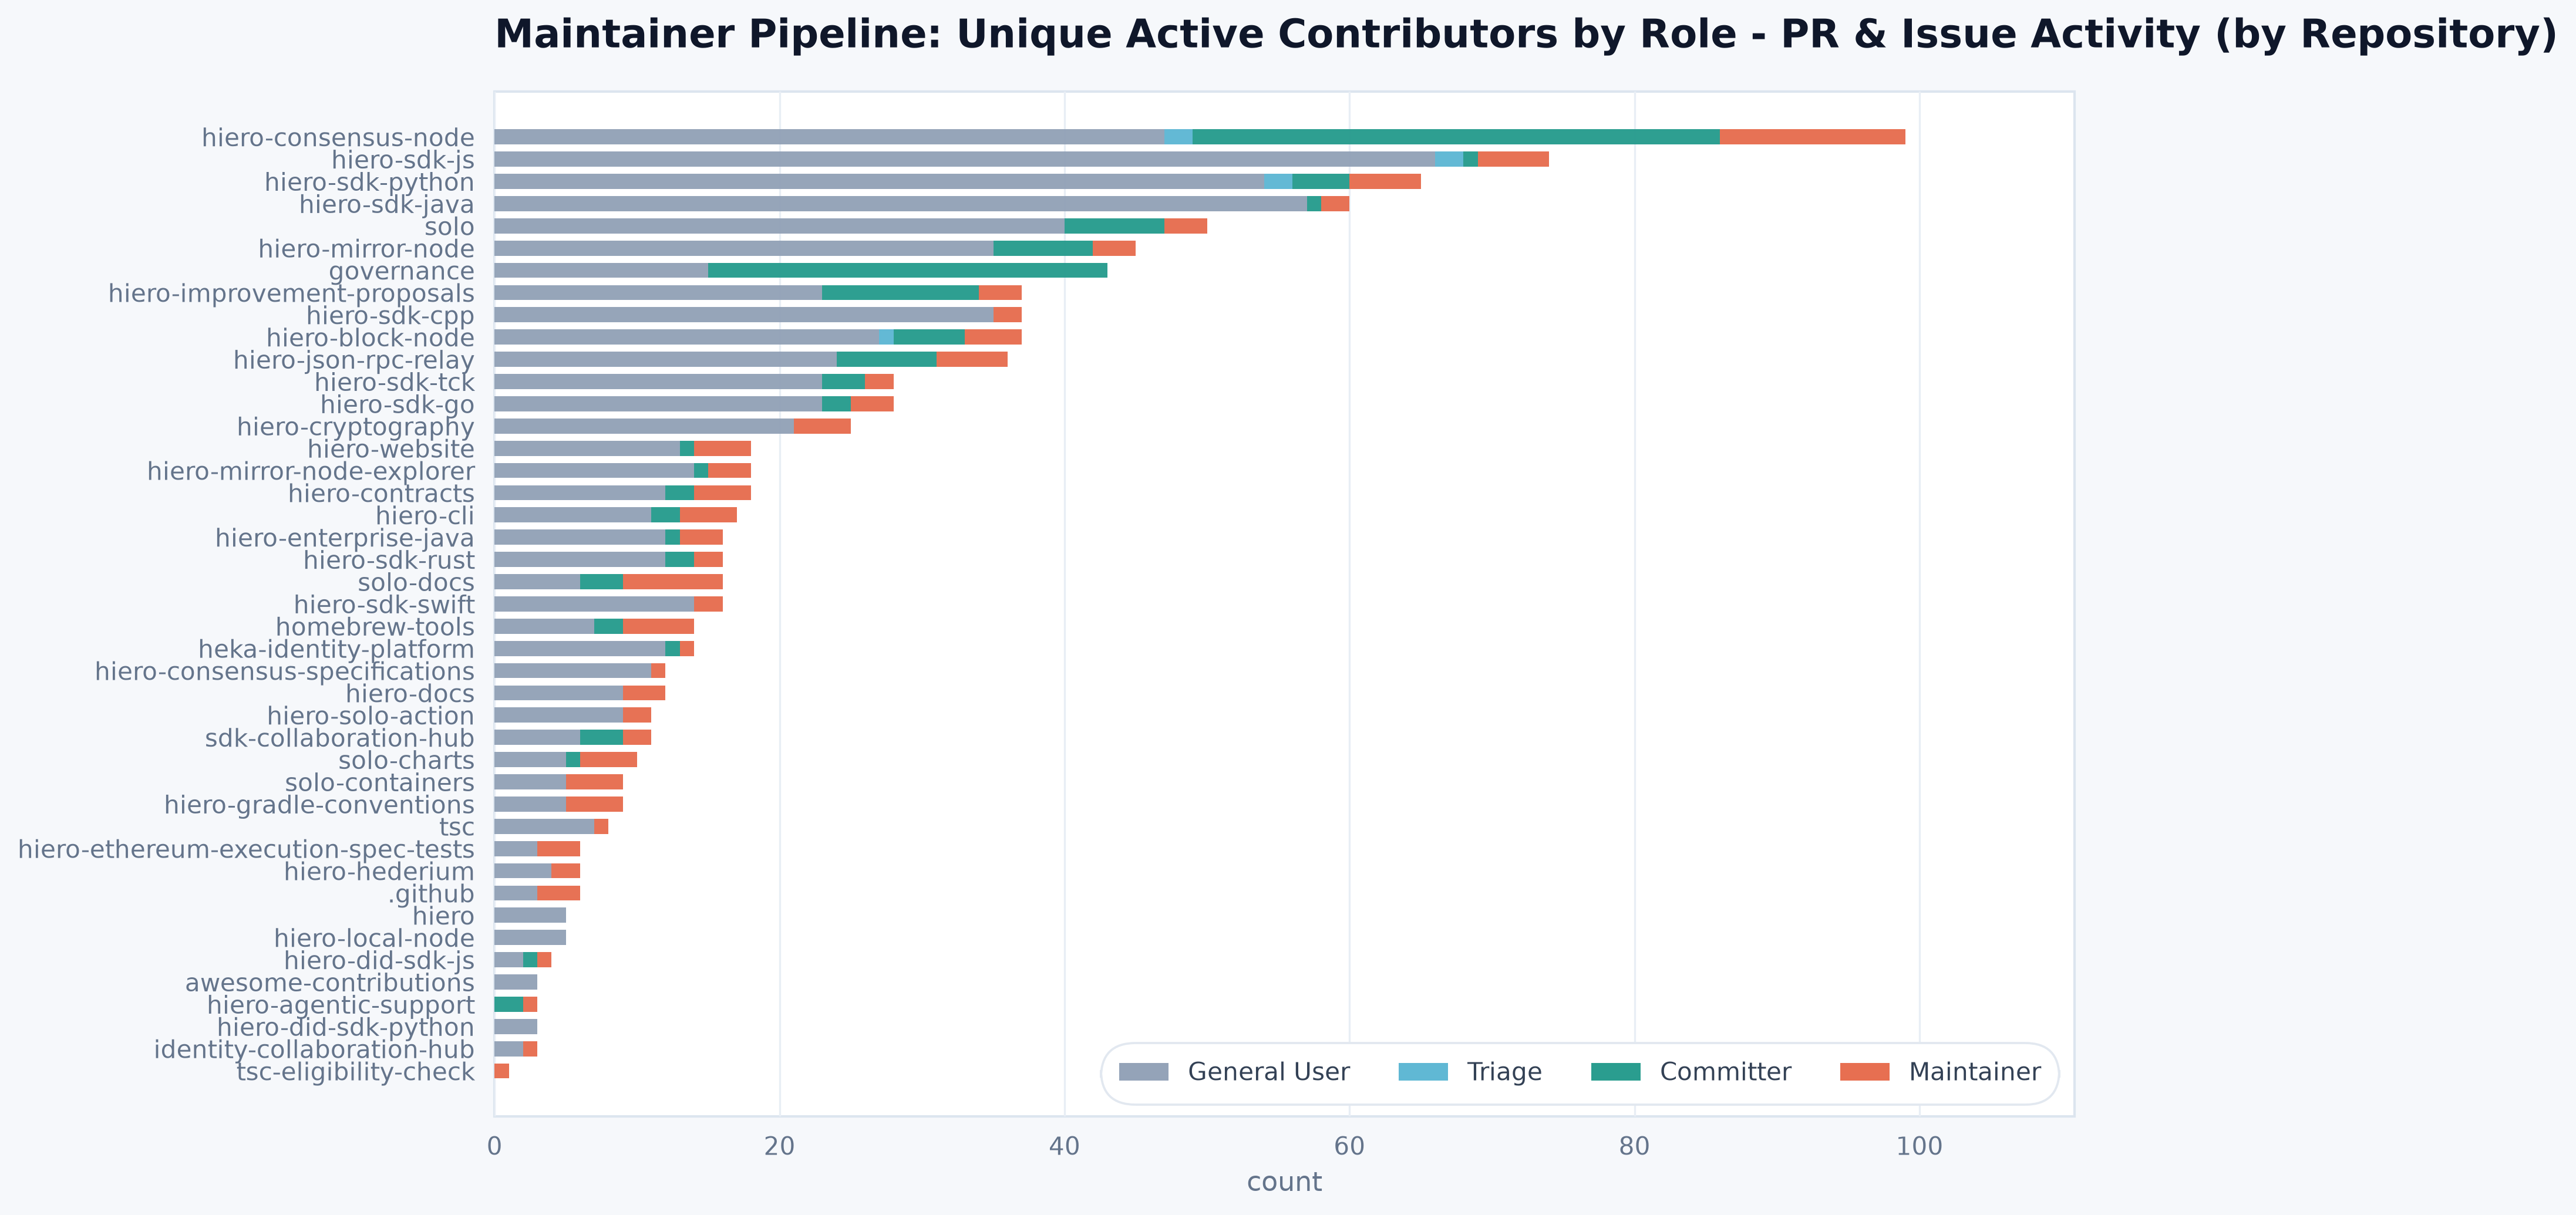 Maintainer Pipeline: Unique Active Contributors by Role - PR & Issue Activity (by Repository)
hiero-consensus-node
hiero-sdk-js
hiero-sdk-python
hiero-sdk-java
solo
hiero-mirror-node
governance
hiero-improvement-proposals
hiero-sdk-cpp
hiero-block-node
hiero-json-rpc-relay
hiero-sdk-tck
hiero-sdk-go
hiero-cryptography
hiero-website
hiero-mirror-node-explorer
hiero-contracts
hiero-cli
hiero-enterprise-java
hiero-sdk-rust
solo-docs
hiero-sdk-swift
homebrew-tools
heka-identity-platform
hiero-consensus-specifications
hiero-docs
hiero-solo-action
sdk-collaboration-hub
solo-charts
solo-containers
hiero-gradle-conventions
tsc
hiero-ethereum-execution-spec-tests
hiero-hederium
.github
hiero
hiero-local-node
hiero-did-sdk-js
awesome-contributions
hiero-agentic-support
hiero-did-sdk-python
identity-collaboration-hub
tsc-eligibility-check
General User Triage Committer Maintainer
0 20 40 60 80 100
count